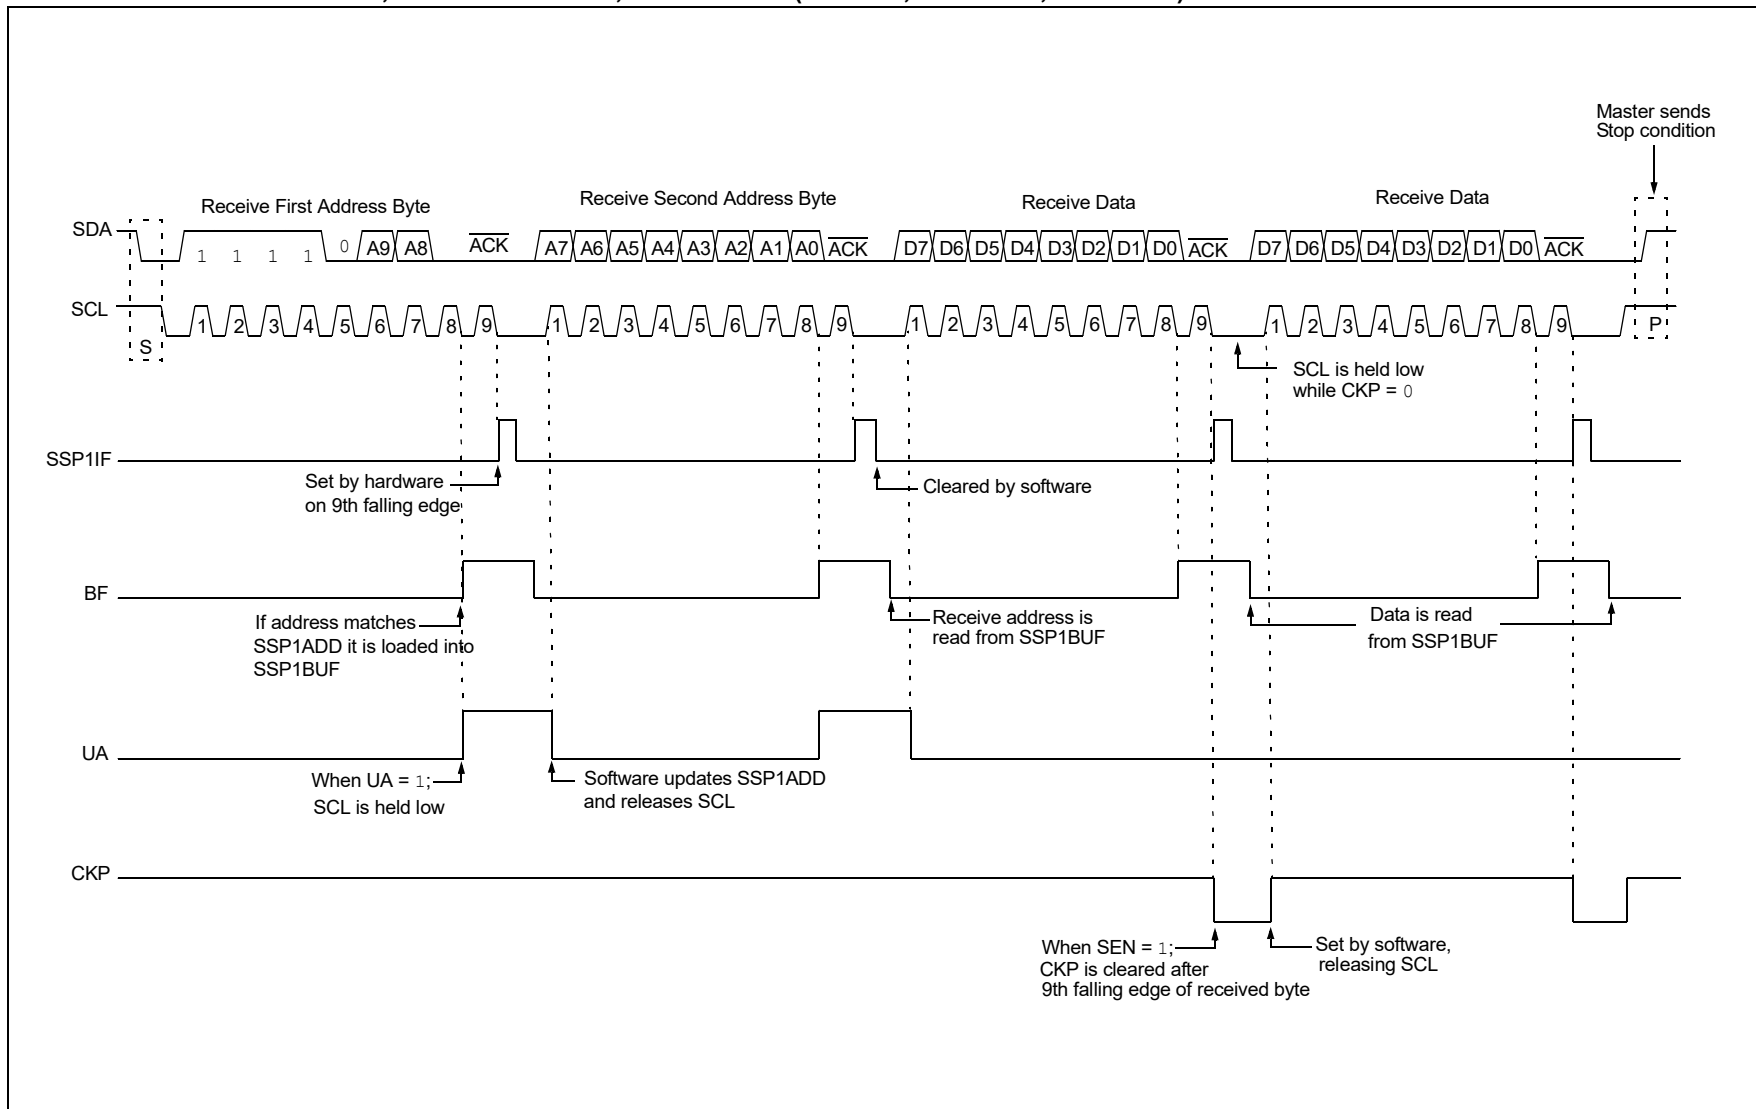 Master sends
Stop condition
Receive First Address Byte
Receive Second Address Byte
Receive Data
Receive Data
SDA
1 1 1 1 0 A9 A8 ACK A7 A6 A5 A4 A3 A2 A1 A0 ACK D7 D6 D5 D4 D3 D2 D1 D0 ACK D7 D6 D5 D4 D3 D2 D1 D0 ACK
SCL
S 1 2 3 4 5 6 7 8 9 1 2 3 4 5 6 7 8 9 1 2 3 4 5 6 7 8 9 1 2 3 4 5 6 7 8 9 P
SCL is held low
while CKP = 0
SSP1IF
Set by hardware
on 9th falling edge
Cleared by software
BF
If address matches
SSP1ADD it is loaded into
SSP1BUF
Receive address is
read from SSP1BUF
Data is read
from SSP1BUF
UA
When UA = 1;
SCL is held low
Software updates SSP1ADD
and releases SCL
CKP
When SEN = 1;
CKP is cleared after
9th falling edge of received byte
Set by software,
releasing SCL